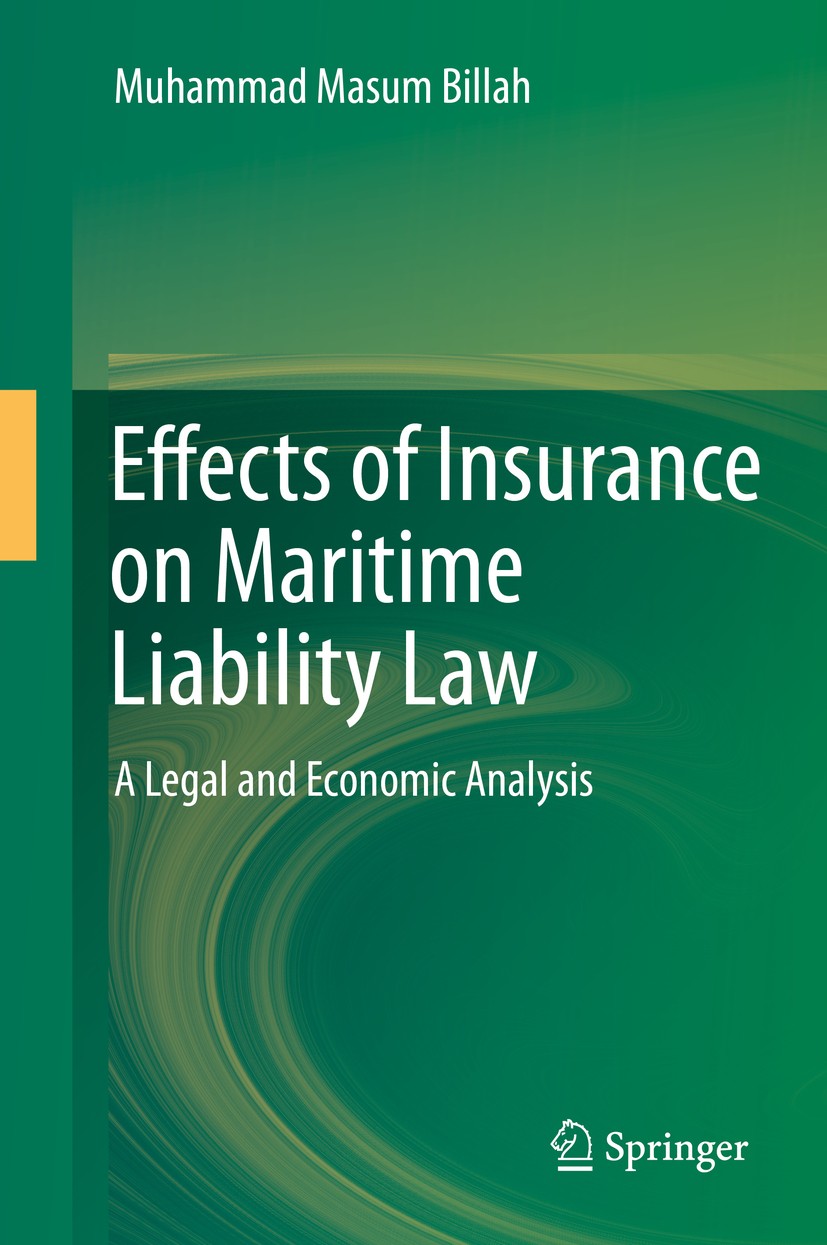 Muhammad Masum Billah
Effects of Insurance
on Maritime
Liability Law
A Legal and Economic Analysis
Springer